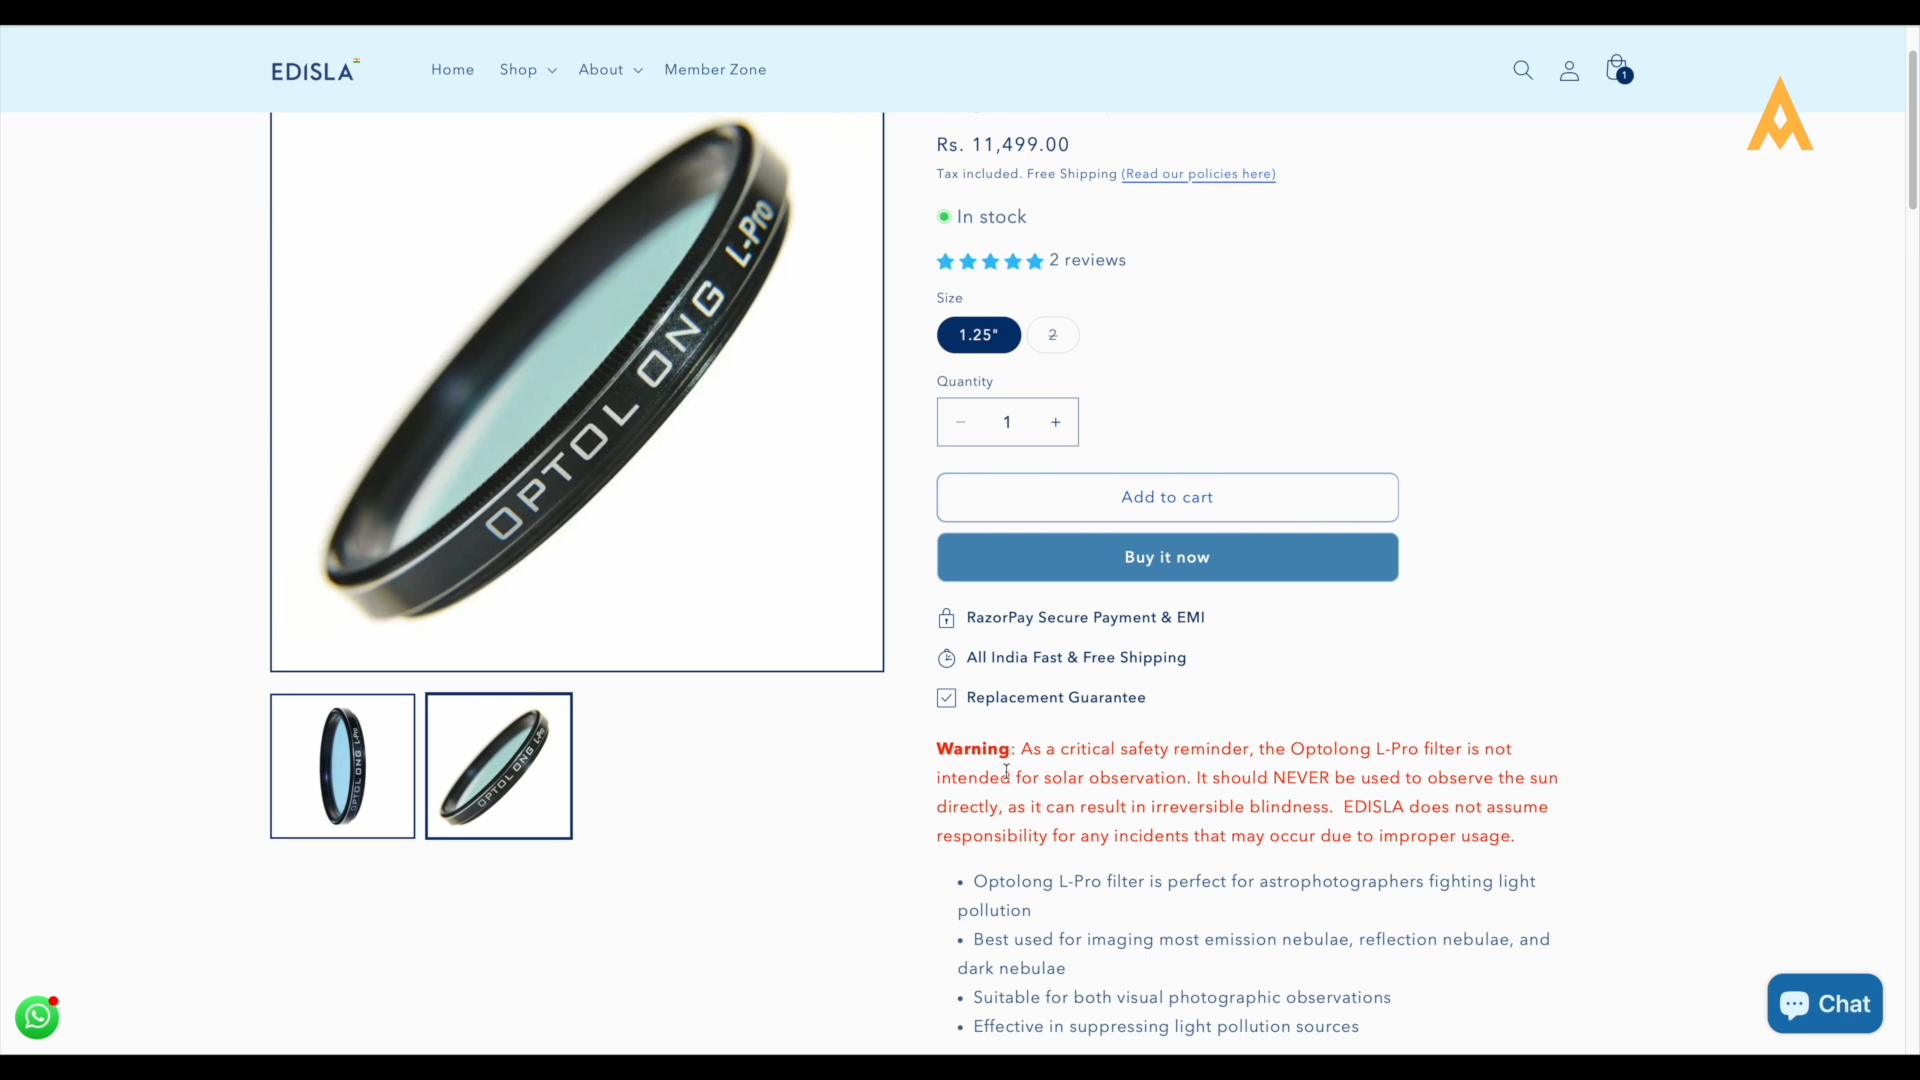 EDISLA
Home
Shop
About
Member Zone
1
Rs. 11,499.00
Tax included. Free Shipping (Read our policies here)
In stock
2 reviews
Size
1.25"
2
Quantity
− 1 +
Add to cart
Buy it now
RazorPay Secure Payment & EMI
All India Fast & Free Shipping
Replacement Guarantee
Warning: As a critical safety reminder, the Optolong L-Pro filter is not
intended for solar observation. It should NEVER be used to observe the sun
directly, as it can result in irreversible blindness.  EDISLA does not assume
responsibility for any incidents that may occur due to improper usage.
• Optolong L-Pro filter is perfect for astrophotographers fighting light
pollution
• Best used for imaging most emission nebulae, reflection nebulae, and
dark nebulae
• Suitable for both visual photographic observations
• Effective in suppressing light pollution sources
OPTOLONG L-Pro
OPTOLONG L-Pro
OPTOLONG L-Pro
Chat